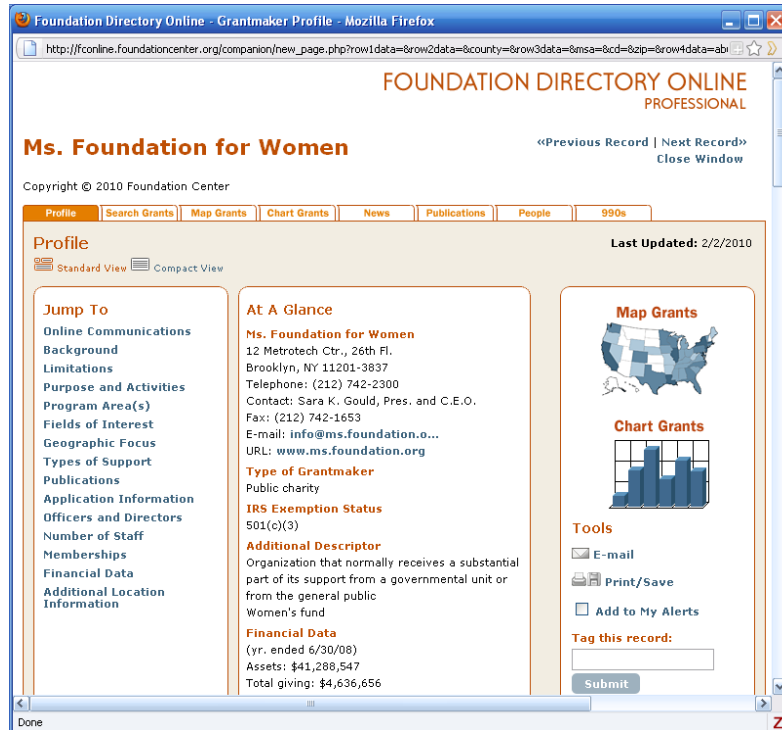 Foundation Directory Online - Grantmaker Profile - Mozilla Firefox
http://fconline.foundationcenter.org/companion/new_page.php?row1data=&row2data=&county=&row3data=&msa=&cd=&zip=&row4data=ab
FOUNDATION DIRECTORY ONLINE
PROFESSIONAL
Ms. Foundation for Women
«Previous Record | Next Record»
Close Window
Copyright © 2010 Foundation Center
Profile Search Grants Map Grants Chart Grants News Publications People 990s
Profile
Last Updated: 2/2/2010
Standard View Compact View
Jump To
Online Communications
Background
Limitations
Purpose and Activities
Program Area(s)
Fields of Interest
Geographic Focus
Types of Support
Publications
Application Information
Officers and Directors
Number of Staff
Memberships
Financial Data
Additional Location
Information
At A Glance
Ms. Foundation for Women
12 Metrotech Ctr., 26th Fl.
Brooklyn, NY 11201-3837
Telephone: (212) 742-2300
Contact: Sara K. Gould, Pres. and C.E.O.
Fax: (212) 742-1653
E-mail: info@ms.foundation.o...
URL: www.ms.foundation.org
Type of Grantmaker
Public charity
IRS Exemption Status
501(c)(3)
Additional Descriptor
Organization that normally receives a substantial
part of its support from a governmental unit or
from the general public
Women's fund
Financial Data
(yr. ended 6/30/08)
Assets: $41,288,547
Total giving: $4,636,656
Map Grants
Chart Grants
Tools
E-mail
Print/Save
Add to My Alerts
Tag this record:
Submit
Done
Z